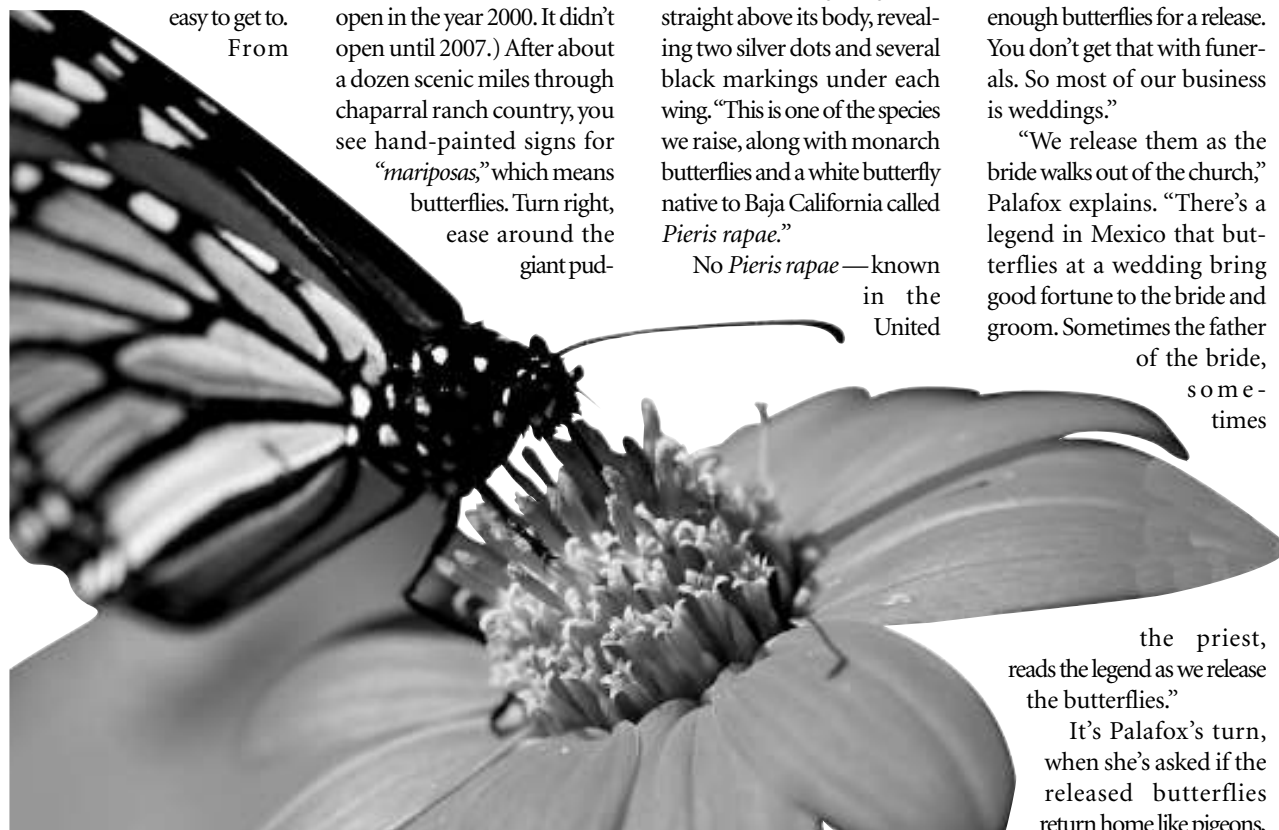 easy to get to.
From
open in the year 2000. It didn’t
open until 2007.) After about
a dozen scenic miles through
chaparral ranch country, you
see hand-painted signs for
“mariposas,” which means
butterflies. Turn right,
ease around the
giant pud-
straight above its body, reveal-
ing two silver dots and several
black markings under each
wing. “This is one of the species
we raise, along with monarch
butterflies and a white butterfly
native to Baja California called
Pieris rapae.”
No Pieris rapae — known
in the
United
enough butterflies for a release.
You don’t get that with funer-
als. So most of our business
is weddings.”
“We release them as the
bride walks out of the church,”
Palafox explains. “There’s a
legend in Mexico that but-
terflies at a wedding bring
good fortune to the bride and
groom. Sometimes the father
of the bride,
some-
times
the priest,
reads the legend as we release
the butterflies.”
It’s Palafox’s turn,
when she’s asked if the
released butterflies
return home like pigeons,